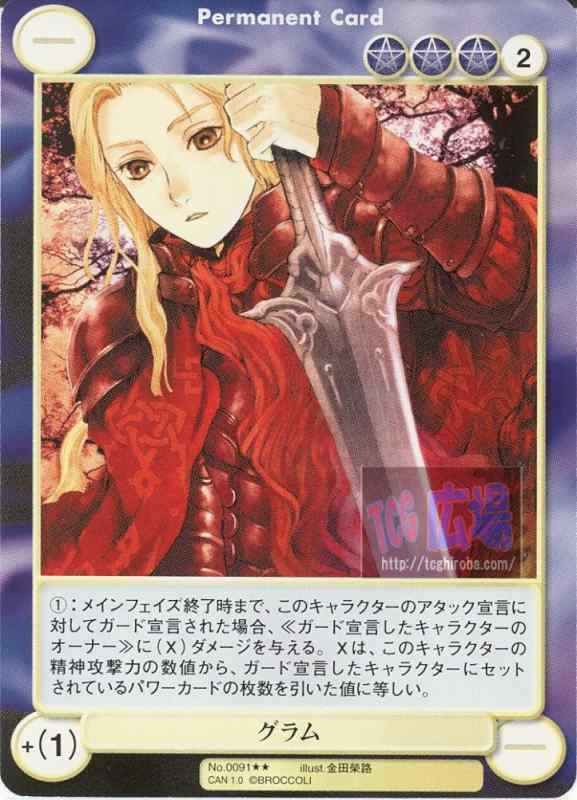 Permanent Card
2
TCG 広場
http://tcghiroba.com/
①：メインフェイズ終了時まで、このキャラクターのアタック宣言に
対してガード宣言された場合、≪ガード宣言したキャラクターの
オーナー≫に（X）ダメージを与える。Xは、このキャラクターの
精神攻撃力の数値から、ガード宣言したキャラクターにセット
されているパワーカードの枚数を引いた値に等しい。
グラム
+(1)
No.0091★★ illust.金田榮路
CAN 1.0 ©BROCCOLI